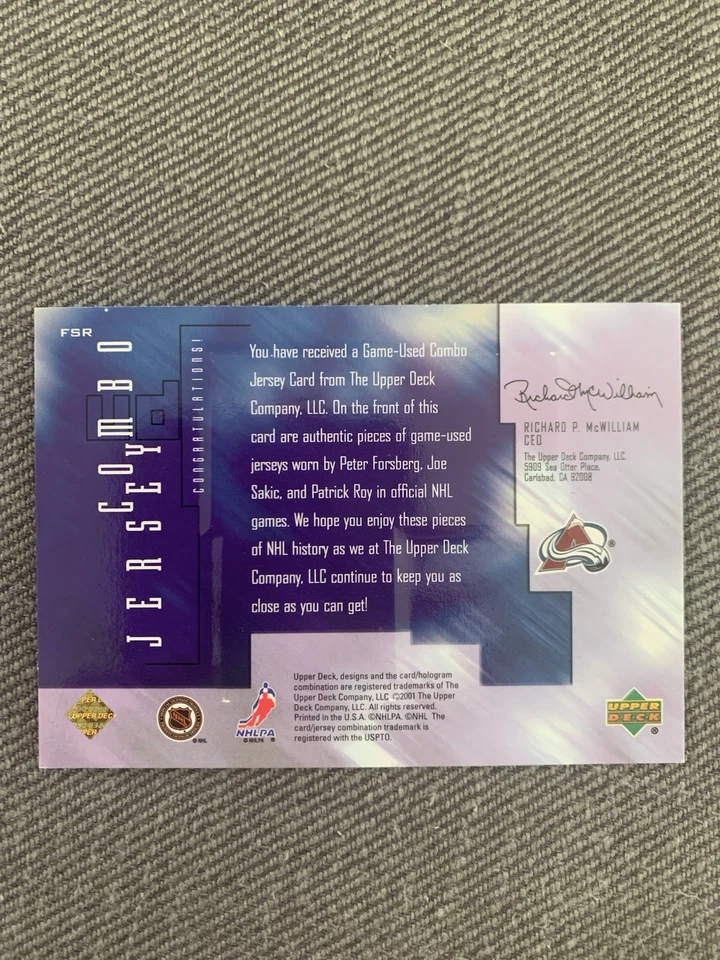 FSR
COMBO
JERSEY
CONGRATULATIONS!
You have received a Game-Used Combo
Jersey Card from The Upper Deck
Company, LLC. On the front of this
card are authentic pieces of game-used
jerseys worn by Peter Forsberg, Joe
Sakic, and Patrick Roy in official NHL
games. We hope you enjoy these pieces
of NHL history as we at The Upper Deck
Company, LLC continue to keep you as
close as you can get!
Richard P. McWilliam
RICHARD P. McWILLIAM
CEO
The Upper Deck Company, LLC.
5909 Sea Otter Place,
Carlsbad, CA 92008
®
Upper Deck, designs and the card/hologram
combination are registered trademarks of The
Upper Deck Company, LLC ©2001 The Upper
Deck Company, LLC. All rights reserved.
Printed in the U.S.A. ©NHLPA. ©NHL The
card/jersey combination trademark is
registered with the USPTO.
UPPER DEC
© NHL
NHLPA
© NHLPA ®
UPPER
DECK
®